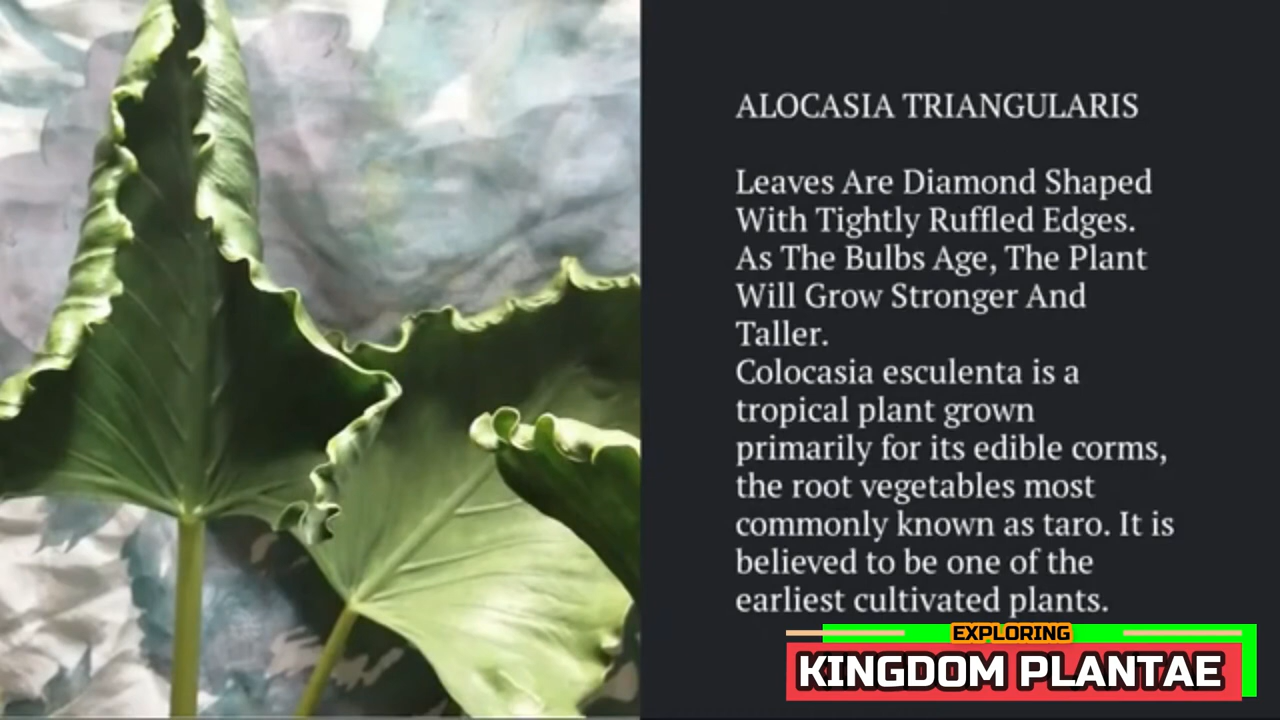 ALOCASIA TRIANGULARIS
Leaves Are Diamond Shaped
With Tightly Ruffled Edges.
As The Bulbs Age, The Plant
Will Grow Stronger And
Taller.
Colocasia esculenta is a
tropical plant grown
primarily for its edible corms,
the root vegetables most
commonly known as taro. It is
believed to be one of the
earliest cultivated plants.
EXPLORING
KINGDOM PLANTAE